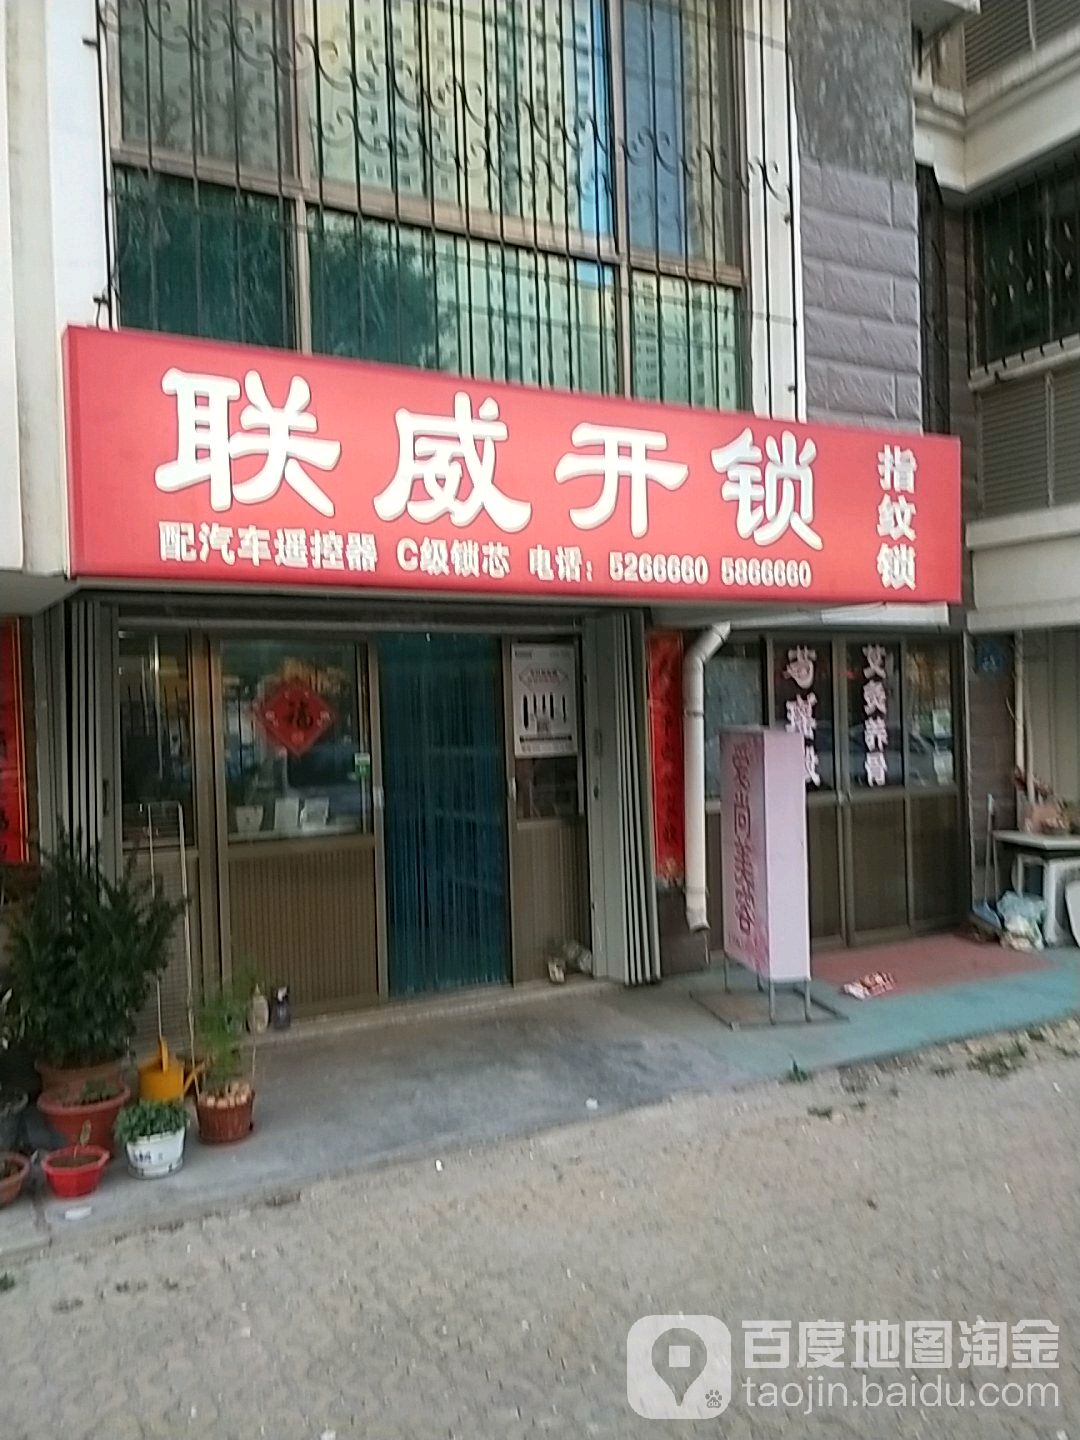 联威开锁
指纹锁
配汽车遥控器 C级锁芯 电话：5266660 5866660
福
艾灸养骨
百度地图淘金
taojin.baidu.com